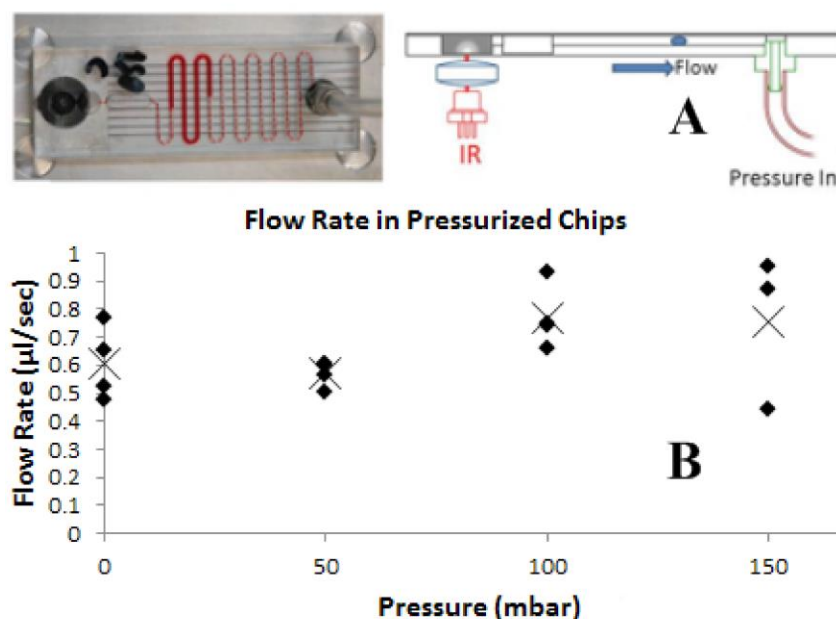 Flow
A
IR
Pressure In
Flow Rate in Pressurized Chips
Flow Rate (µl/sec)
1
0.9
0.8
0.7
0.6
0.5
0.4
0.3
0.2
0.1
0
B
0 50 100 150
Pressure (mbar)